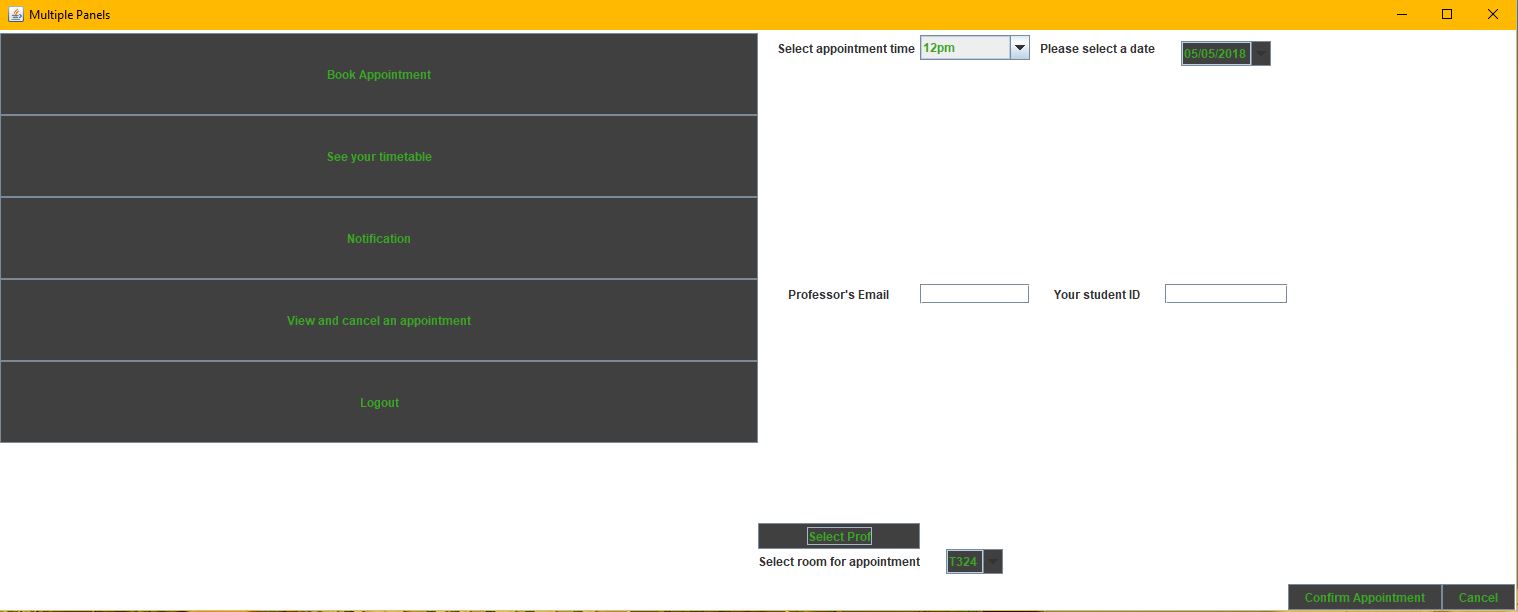 Multiple Panels
Book Appointment
See your timetable
Notification
View and cancel an appointment
Logout
Select appointment time 12pm Please select a date 05/05/2018
Professor's Email Your student ID
Select Prof
Select room for appointment T324
Confirm Appointment Cancel